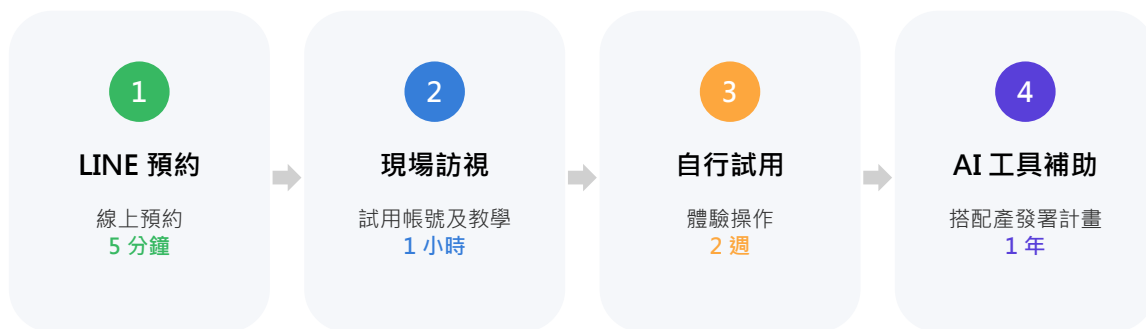 1
LINE 預約
線上預約
5 分鐘
2
現場訪視
試用帳號及教學
1 小時
3
自行試用
體驗操作
2 週
4
AI 工具補助
搭配產發署計畫
1 年